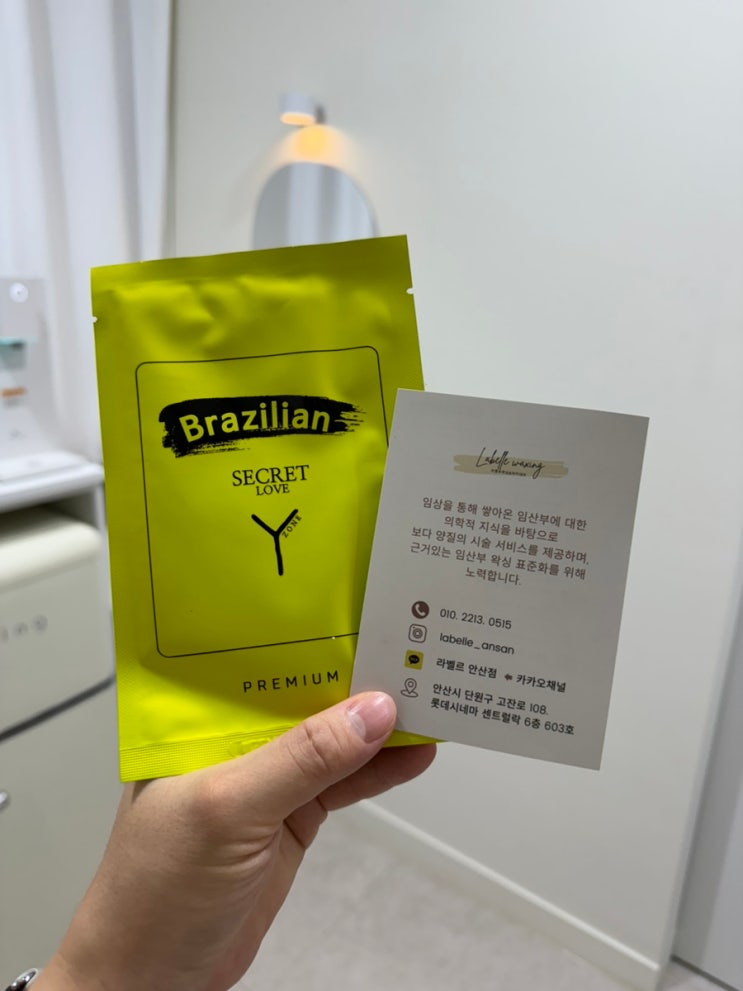 Brazilian
SECRET
LOVE
Y
ZONE
PREMIUM
Labelle waxing
임상을 통해 쌓아온 임산부에 대한
의학적 지식을 바탕으로
보다 양질의 시술 서비스를 제공하며,
근거있는 임산부 왁싱 표준화를 위해
노력합니다.
010. 2213. 0515
labelle_ansan
라벨르 안산점 ⇐ 카카오채널
안산시 단원구 고잔로 108.
롯데시네마 센트럴락 6층 603호